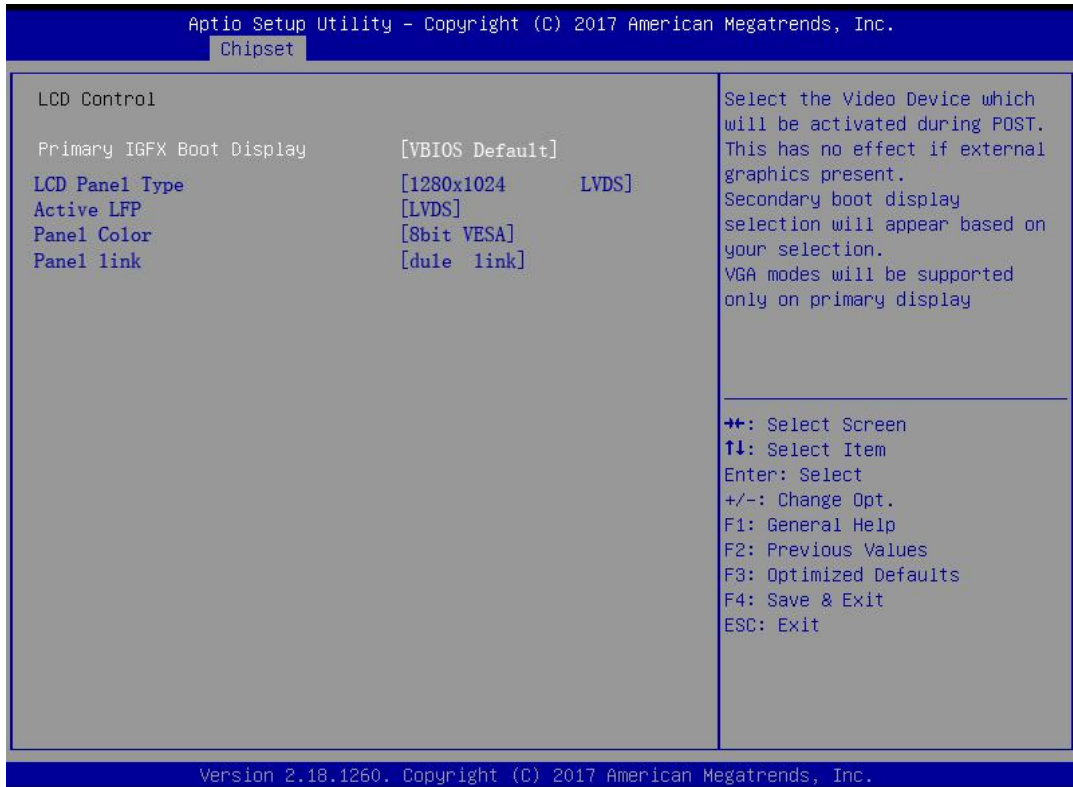 Aptio Setup Utility – Copyright (C) 2017 American Megatrends, Inc.
Chipset
LCD Control
Primary IGFX Boot Display [VBIOS Default]
LCD Panel Type [1280x1024 LVDS]
Active LFP [LVDS]
Panel Color [8bit VESA]
Panel link [dule link]
Select the Video Device which
will be activated during POST.
This has no effect if external
graphics present.
Secondary boot display
selection will appear based on
your selection.
VGA modes will be supported
only on primary display
→←: Select Screen
↑↓: Select Item
Enter: Select
+/-: Change Opt.
F1: General Help
F2: Previous Values
F3: Optimized Defaults
F4: Save & Exit
ESC: Exit
Version 2.18.1260. Copyright (C) 2017 American Megatrends, Inc.